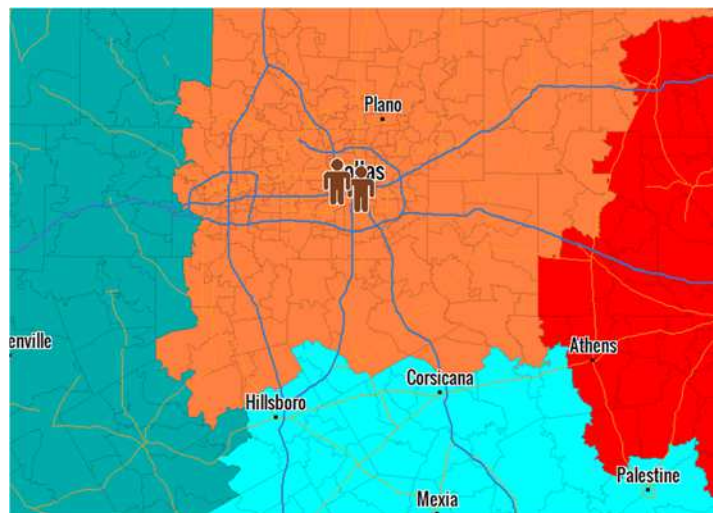 Plano
enville
Athens
Corsicana
Hillsboro
Palestine
Mexia